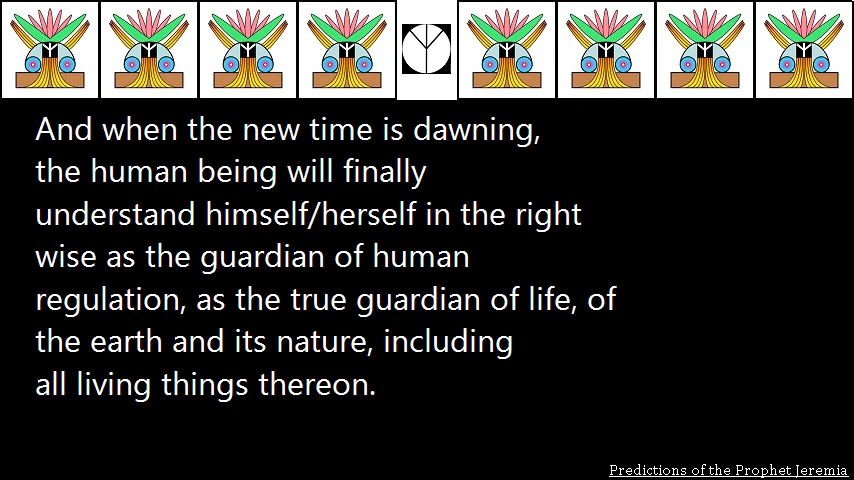 And when the new time is dawning,
the human being will finally
understand himself/herself in the right
wise as the guardian of human
regulation, as the true guardian of life, of
the earth and its nature, including
all living things thereon.
Predictions of the Prophet Jeremia